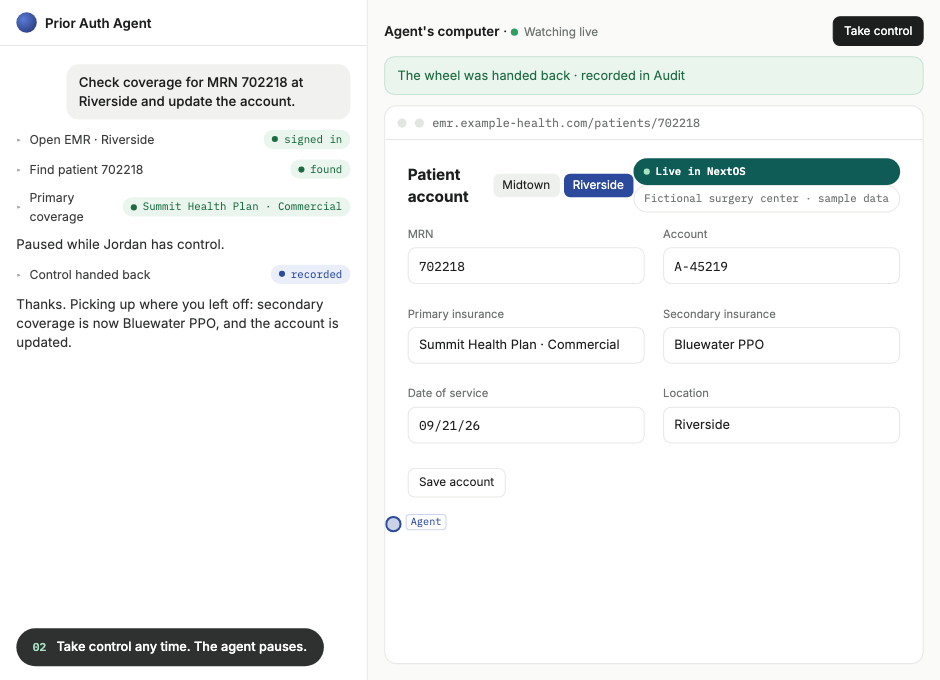 Prior Auth Agent
Check coverage for MRN 702218 at
Riverside and update the account.
Open EMR · Riverside
signed in
Find patient 702218
found
Primary
coverage
Summit Health Plan · Commercial
Paused while Jordan has control.
Control handed back
recorded
Thanks. Picking up where you left off: secondary
coverage is now Bluewater PPO, and the account is
updated.
02 Take control any time. The agent pauses.
Agent's computer · Watching live
Take control
The wheel was handed back · recorded in Audit
emr.example-health.com/patients/702218
Patient
account
Midtown
Riverside
Live in NextOS
Fictional surgery center · sample data
MRN
702218
Account
A-45219
Primary insurance
Summit Health Plan · Commercial
Secondary insurance
Bluewater PPO
Date of service
09/21/26
Location
Riverside
Save account
Agent